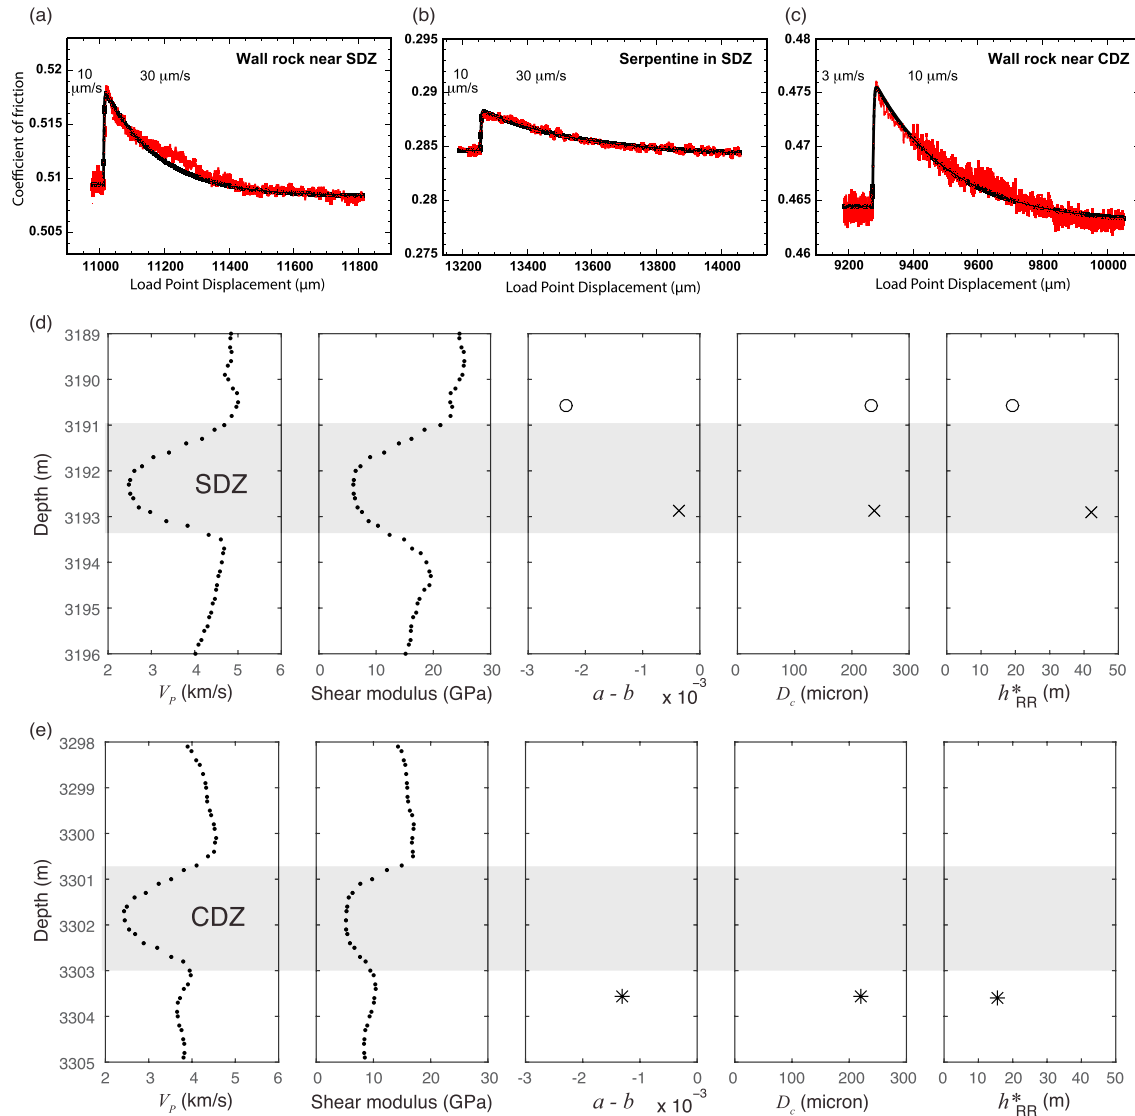 (a)
(b)
(c)
Wall rock near SDZ
Serpentine in SDZ
Wall rock near CDZ
10 μm/s
30 μm/s
10 μm/s
30 μm/s
3 μm/s
10 μm/s
Coefficient of friction
0.52
0.515
0.51
0.505
0.295
0.29
0.285
0.28
0.275
0.48
0.475
0.47
0.465
0.46
11000 11200 11400 11600 11800
13200 13400 13600 13800 14000
9200 9400 9600 9800 10000
Load Point Displacement (μm)
Load Point Displacement (μm)
Load Point Displacement (μm)
(d)
Depth (m)
3189
3190
3191
3192
3193
3194
3195
3196
SDZ
2 3 4 5 6
0 10 20 30
-3 -2 -1 0
0 100 200 300
0 10 20 30 40 50
V_P (km/s)
Shear modulus (GPa)
a - b x 10⁻³
D_c (micron)
h*_RR (m)
(e)
Depth (m)
3298
3299
3300
3301
3302
3303
3304
3305
CDZ
2 3 4 5 6
0 10 20 30
-3 -2 -1 0
0 100 200 300
0 10 20 30 40 50
V_P (km/s)
Shear modulus (GPa)
a - b x 10⁻³
D_c (micron)
h*_RR (m)